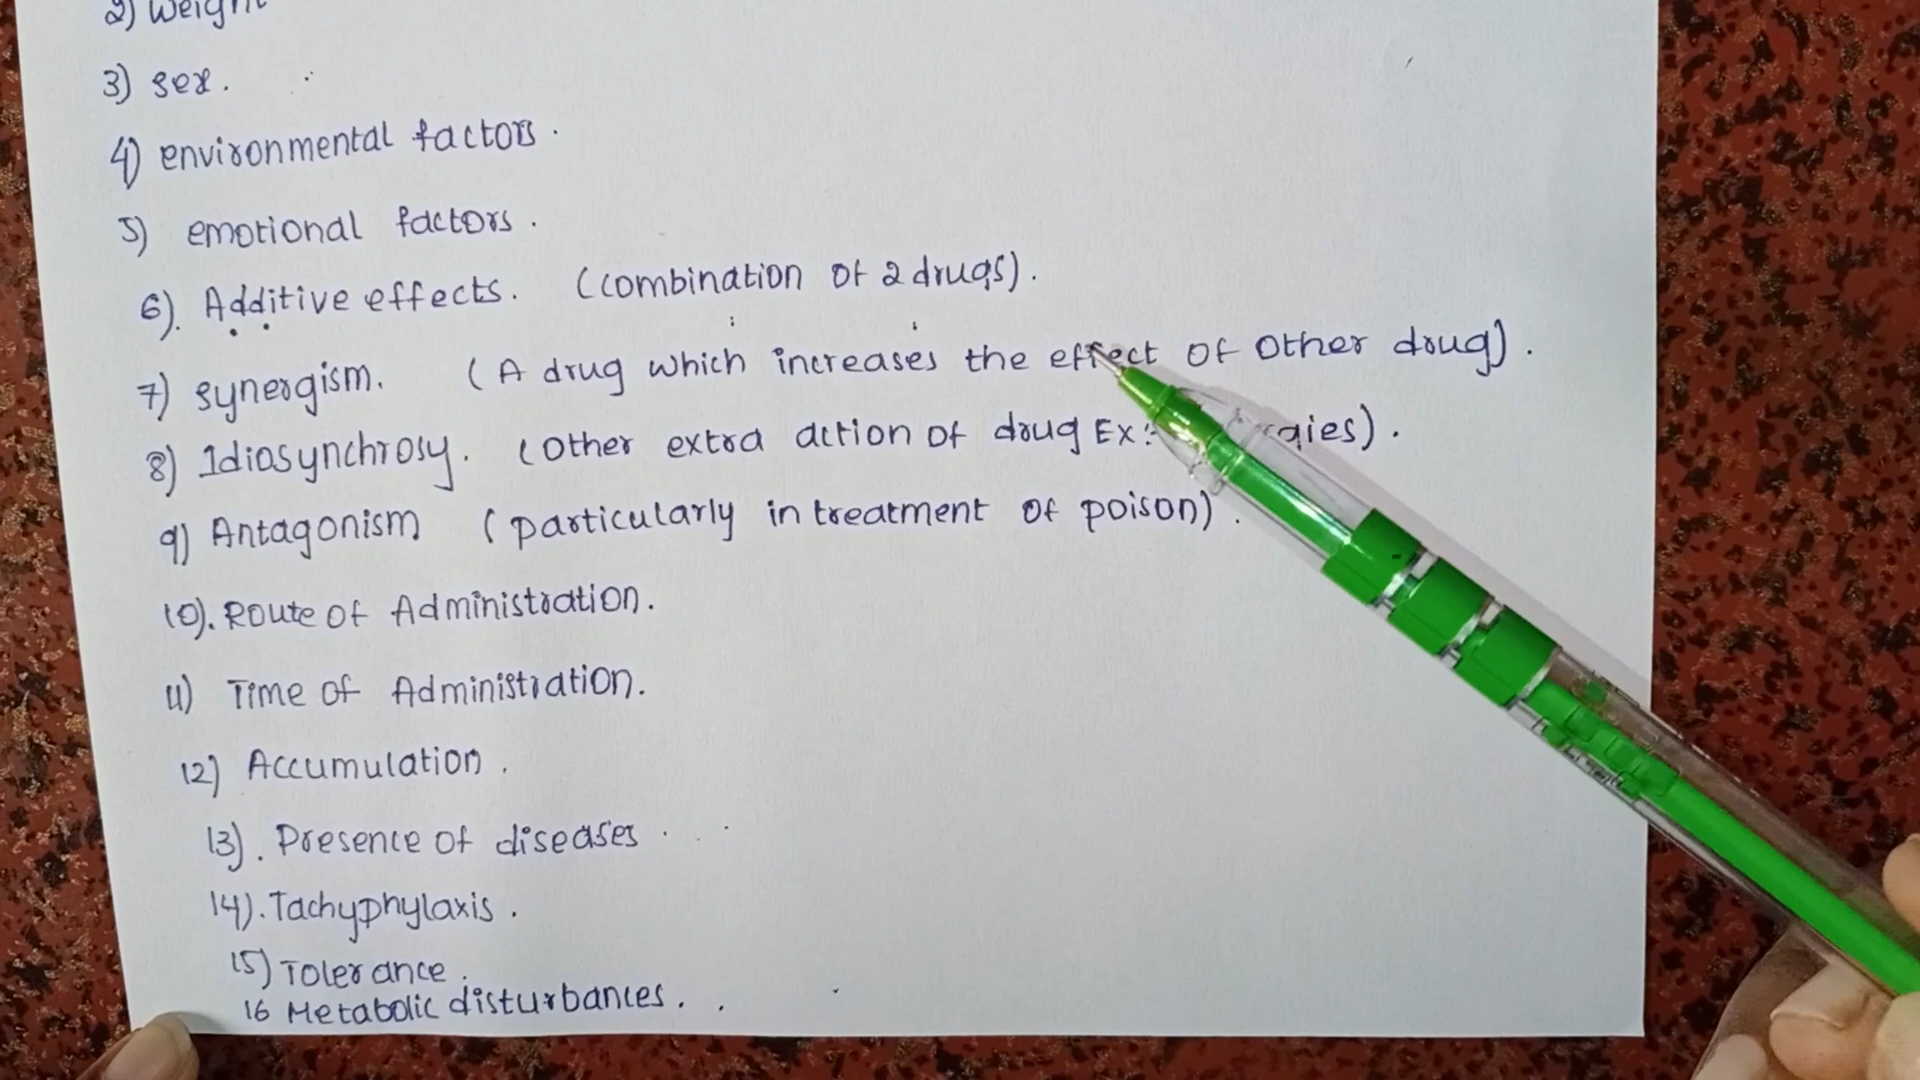 2) Weight
3) sex.
4) environmental factors.
5) emotional factors.
6). Additive effects. (combination of 2 drugs).
7) synergism. (A drug which increases the effect of other drug).
8) Idiosynchrosy. (other extra action of drug Ex:
9) Antagonism (particularly in treatment of poison).
10). Route of Administration.
11) Time of Administration.
12) Accumulation.
13). Presence of diseases.
14). Tachyphylaxis.
15) Tolerance.
16 Metabolic disturbances.